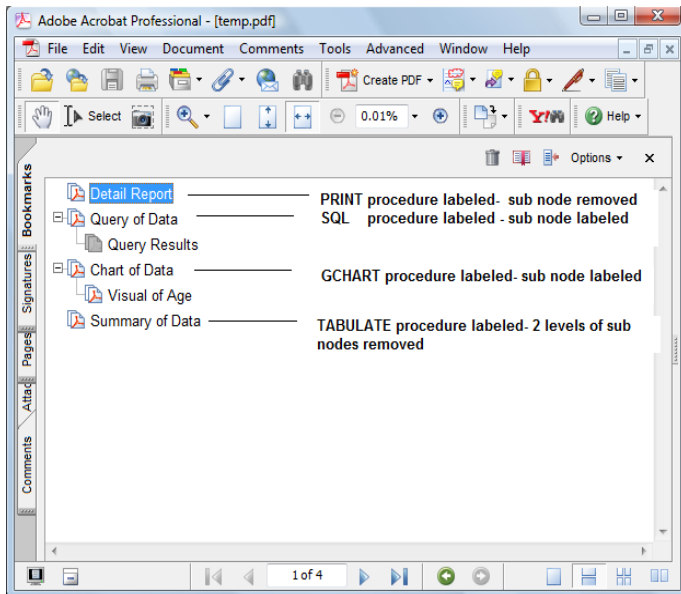 Adobe Acrobat Professional - [temp.pdf]
File Edit View Document Comments Tools Advanced Window Help
Create PDF
Select 0.01% Y! Help
Options x
Bookmarks
Signatures
Pages
Attac
Comments
Detail Report PRINT procedure labeled- sub node removed
Query of Data SQL procedure labeled - sub node labeled
Query Results
Chart of Data GCHART procedure labeled- sub node labeled
Visual of Age
Summary of Data TABULATE procedure labeled- 2 levels of sub
nodes removed
1 of 4